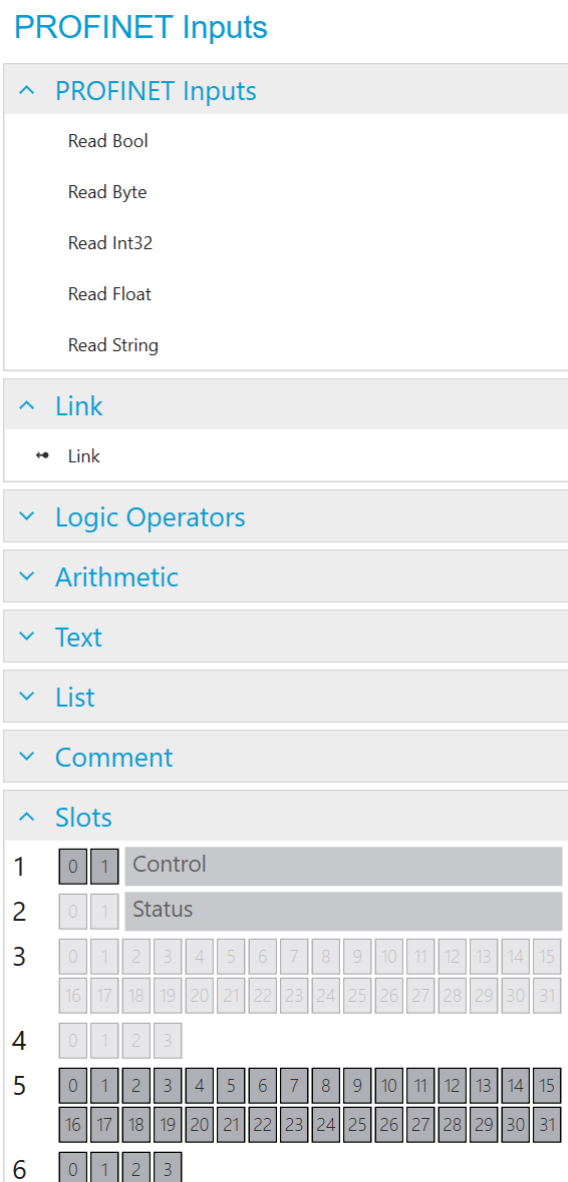 PROFINET Inputs
PROFINET Inputs
Read Bool
Read Byte
Read Int32
Read Float
Read String
Link
Link
Logic Operators
Arithmetic
Text
List
Comment
Slots
1 0 1 Control
2 0 1 Status
3 0 1 2 3 4 5 6 7 8 9 10 11 12 13 14 15
16 17 18 19 20 21 22 23 24 25 26 27 28 29 30 31
4 0 1 2 3
5 0 1 2 3 4 5 6 7 8 9 10 11 12 13 14 15
16 17 18 19 20 21 22 23 24 25 26 27 28 29 30 31
6 0 1 2 3